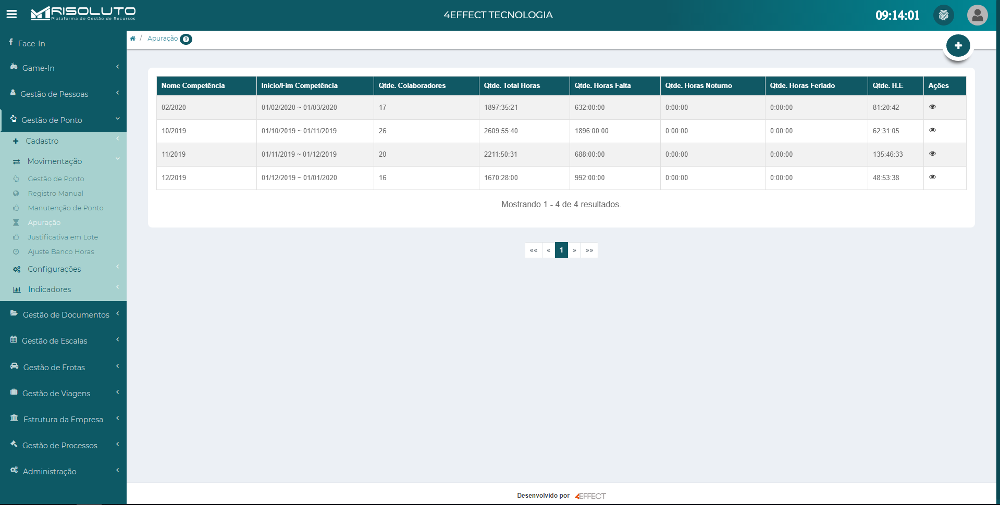 RISOLUTO
Plataforma de Gestão de Recursos
4EFFECT TECNOLOGIA
09:14:01
Face-In
Game-In
Gestão de Pessoas
Gestão de Ponto
Cadastro
Movimentação
Gestão de Ponto
Registro Manual
Manutenção de Ponto
Apuração
Justificativa em Lote
Ajuste Banco Horas
Configurações
Indicadores
Gestão de Documentos
Gestão de Escalas
Gestão de Frotas
Gestão de Viagens
Estrutura da Empresa
Gestão de Processos
Administração
/ Apuração ?
Nome Competência Início/Fim Competência Qtde. Colaboradores Qtde. Total Horas Qtde. Horas Falta Qtde. Horas Noturno Qtde. Horas Feriado Qtde. H.E Ações
02/2020 01/02/2020 ~ 01/03/2020 17 1897:35:21 632:00:00 0:00:00 0:00:00 81:20:42
10/2019 01/10/2019 ~ 01/11/2019 26 2609:55:40 1896:00:00 0:00:00 0:00:00 62:31:05
11/2019 01/11/2019 ~ 01/12/2019 20 2211:50:31 688:00:00 0:00:00 0:00:00 135:46:33
12/2019 01/12/2019 ~ 01/01/2020 16 1670:28:00 992:00:00 0:00:00 0:00:00 48:53:38
Mostrando 1 - 4 de 4 resultados.
«« « 1 » »»
Desenvolvido por 4EFFECT